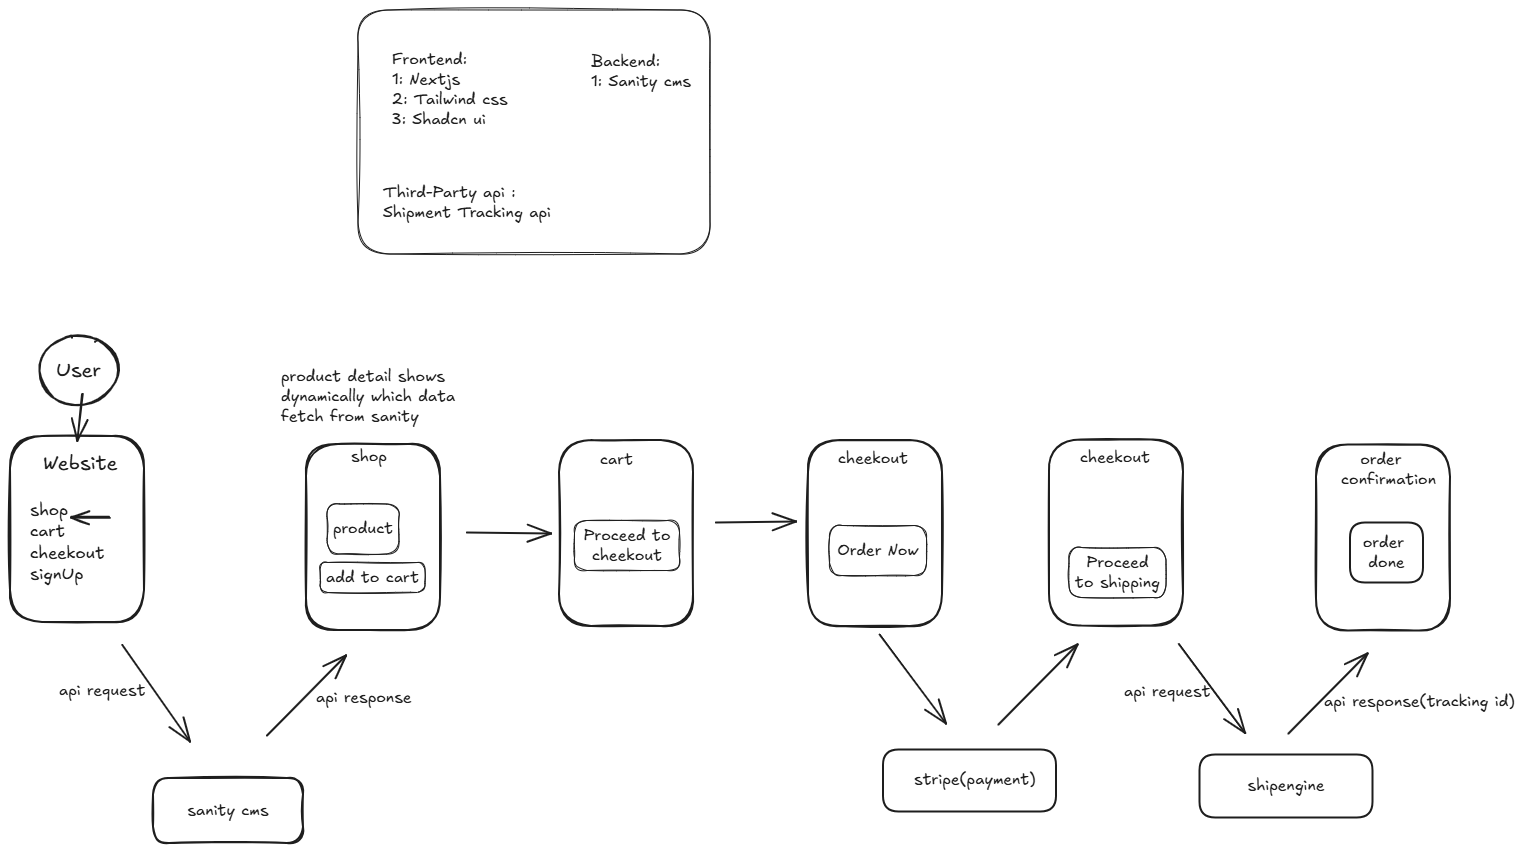 Frontend:
1: Nextjs
2: Tailwind css
3: Shadcn ui
Backend:
1: Sanity cms
Third-Party api :
Shipment Tracking api
User
Website
shop
cart
cheekout
signUp
api request
sanity cms
api response
product detail shows
dynamically which data
fetch from sanity
shop
product
add to cart
cart
Proceed to
cheekout
cheekout
Order Now
stripe(payment)
cheekout
Proceed
to shipping
api request
shipengine
api response(tracking id)
order
confirmation
order
done